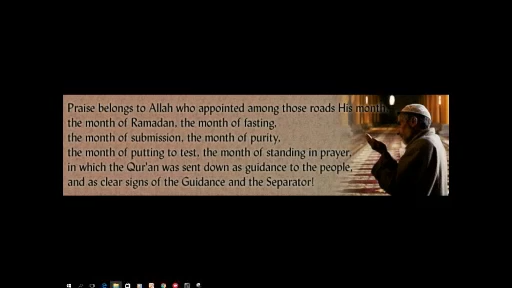 Praise belongs to Allah who appointed among those roads His month,
the month of Ramadan, the month of fasting,
the month of submission, the month of purity,
the month of putting to test, the month of standing in prayer,
in which the Qur'an was sent down as guidance to the people,
and as clear signs of the Guidance and the Separator!